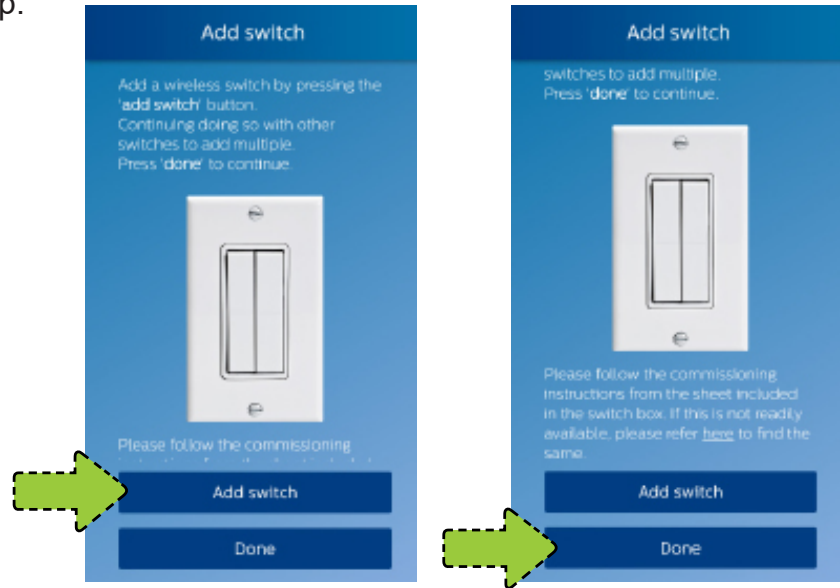 p.
Add switch
Add a wireless switch by pressing the
'add switch' button.
Continuing doing so with other
switches to add multiple.
Press 'done' to continue.
Please follow the commissioning
Add switch
Done
Add switch
switches to add multiple.
Press 'done' to continue.
Please follow the commissioning
instructions from the sheet included
in the switch box. If this is not readily
available, please refer here to find the
same.
Add switch
Done